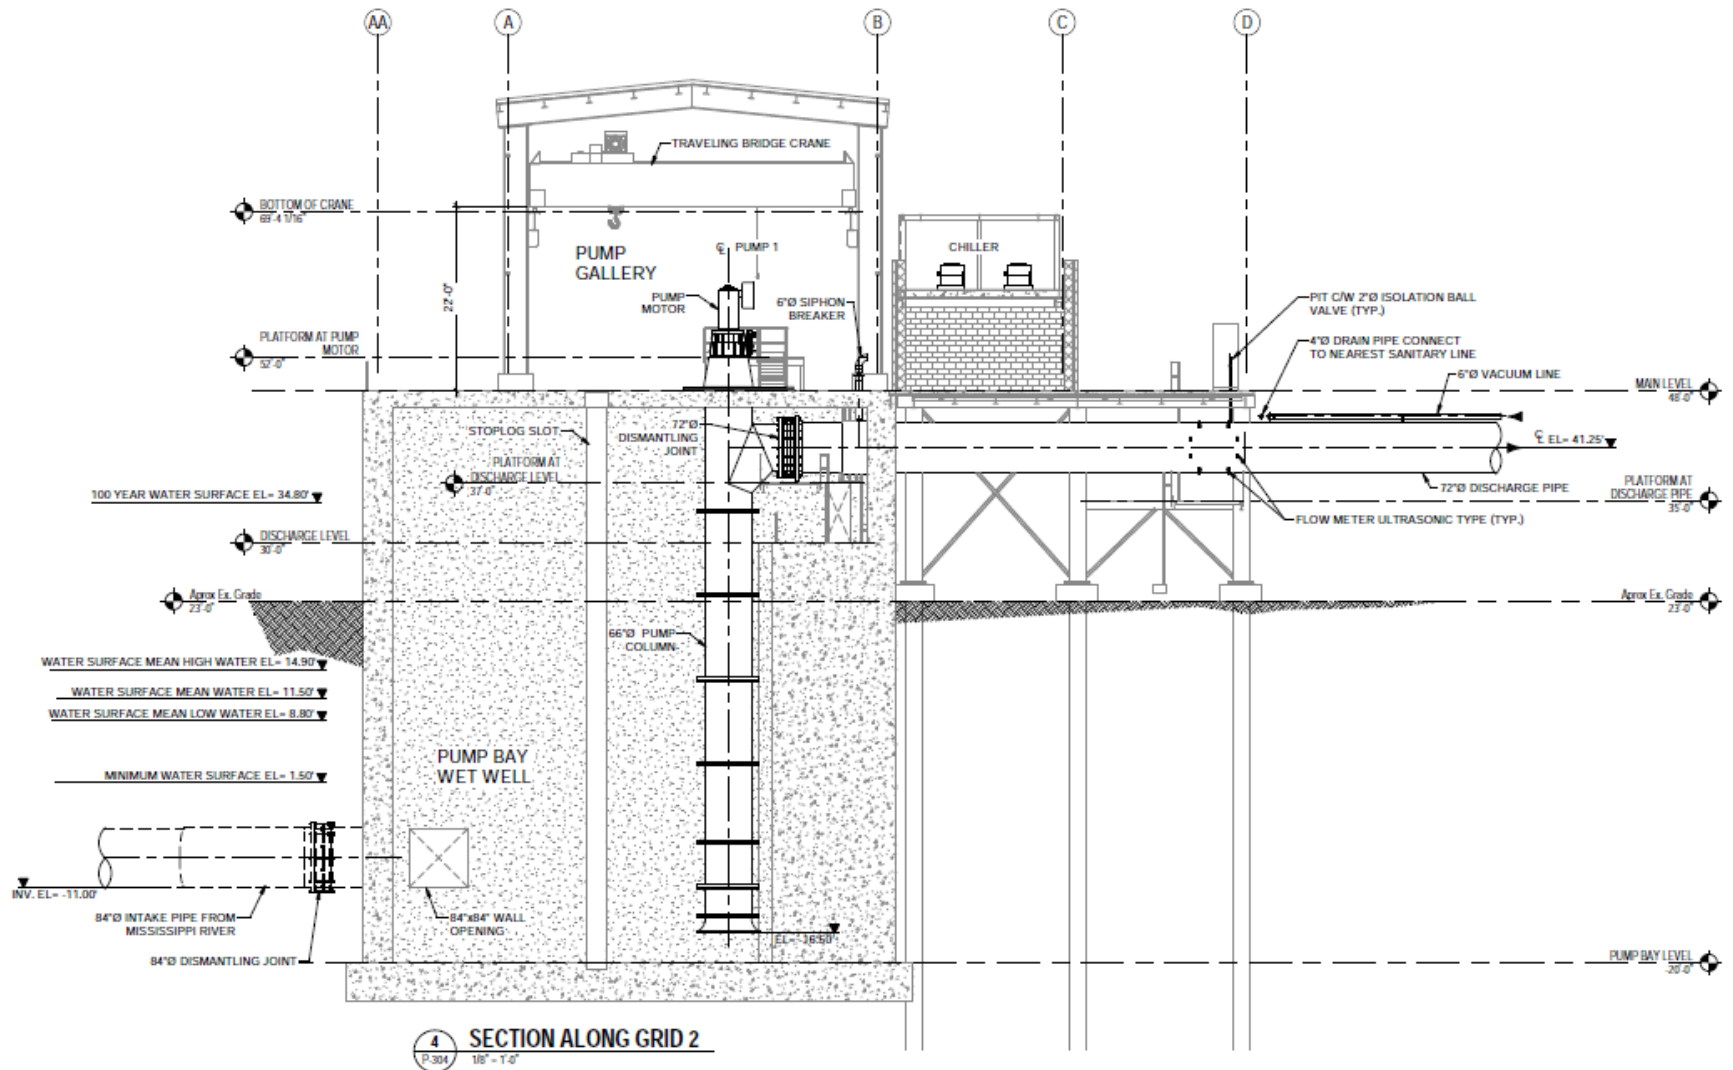 AA
A
B
C
D
TRAVELING BRIDGE CRANE
BOTTOM OF CRANE
69'-4 1/16"
PUMP
GALLERY
℄ PUMP 1
CHILLER
22'-0"
PUMP
MOTOR
6"Ø SIPHON
BREAKER
PIT C/W 2"Ø ISOLATION BALL
VALVE (TYP.)
PLATFORM AT PUMP
MOTOR
52'-0"
4"Ø DRAIN PIPE CONNECT
TO NEAREST SANITARY LINE
6"Ø VACUUM LINE
MAIN LEVEL
48'-0"
STOPLOG SLOT
72"Ø
DISMANTLING
JOINT
℄ EL= 41.25'
PLATFORM AT
DISCHARGE LEVEL
37'-0"
100 YEAR WATER SURFACE EL= 34.80'
72"Ø DISCHARGE PIPE
PLATFORM AT
DISCHARGE PIPE
35'-0"
FLOW METER ULTRASONIC TYPE (TYP.)
DISCHARGE LEVEL
30'-0"
Aprox Ex. Grade
23'-0"
Aprox Ex. Grade
23'-0"
66"Ø PUMP
COLUMN
WATER SURFACE MEAN HIGH WATER EL= 14.90'
WATER SURFACE MEAN WATER EL= 11.50'
WATER SURFACE MEAN LOW WATER EL= 8.80'
PUMP BAY
WET WELL
MINIMUM WATER SURFACE EL= 1.50'
INV. EL= -11.00'
84"Ø INTAKE PIPE FROM
MISSISSIPPI RIVER
84"x84" WALL
OPENING
EL= -16.50'
84"Ø DISMANTLING JOINT
PUMP BAY LEVEL
-20'-0"
4
P-304
SECTION ALONG GRID 2
1/8" = 1'-0"